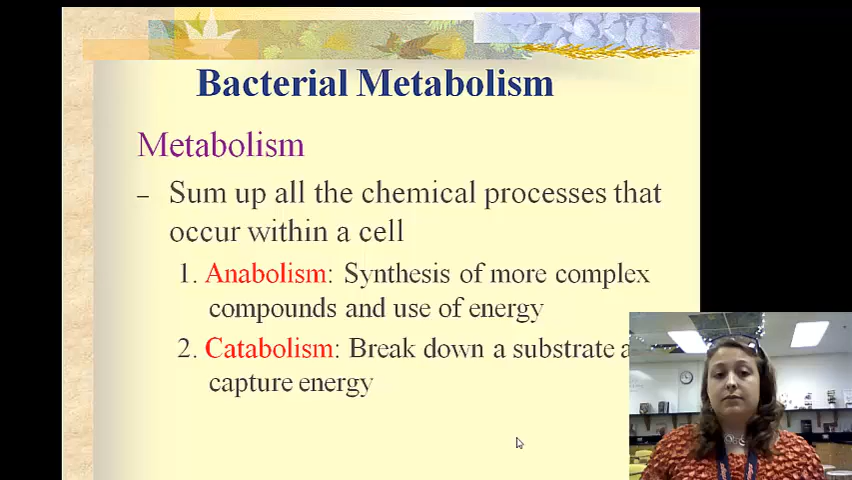 Bacterial Metabolism
Metabolism
– Sum up all the chemical processes that
occur within a cell
1. Anabolism: Synthesis of more complex
compounds and use of energy
2. Catabolism: Break down a substrate
capture energy